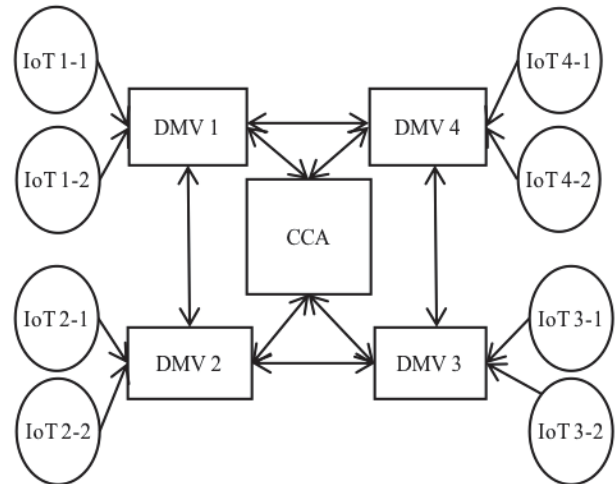 IoT 1-1
IoT 4-1
DMV 1
DMV 4
IoT 1-2
IoT 4-2
CCA
IoT 2-1
IoT 3-1
DMV 2
DMV 3
IoT 2-2
IoT 3-2